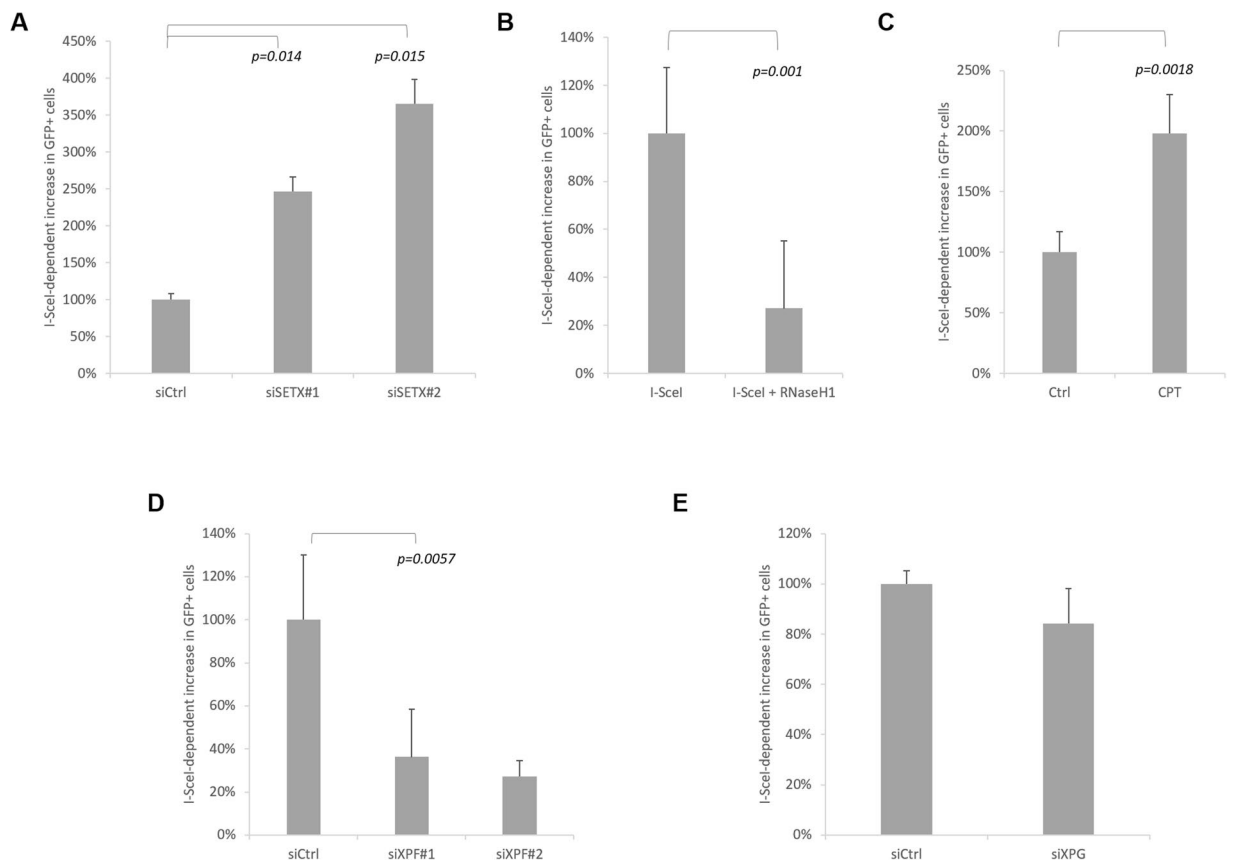 A
I-SceI-dependent increase in GFP+ cells
450%
400%
350%
300%
250%
200%
150%
100%
50%
0%
p=0.014
p=0.015
siCtrl
siSETX#1
siSETX#2
B
I-SceI-dependent increase in GFP+ cells
140%
120%
100%
80%
60%
40%
20%
0%
p=0.001
I-SceI
I-SceI + RNaseH1
C
I-SceI-dependent increase in GFP+ cells
250%
200%
150%
100%
50%
0%
p=0.0018
Ctrl
CPT
D
I-SceI-dependent increase in GFP+ cells
140%
120%
100%
80%
60%
40%
20%
0%
p=0.0057
siCtrl
siXPF#1
siXPF#2
E
I-SceI-dependent increase in GFP+ cells
120%
100%
80%
60%
40%
20%
0%
siCtrl
siXPG